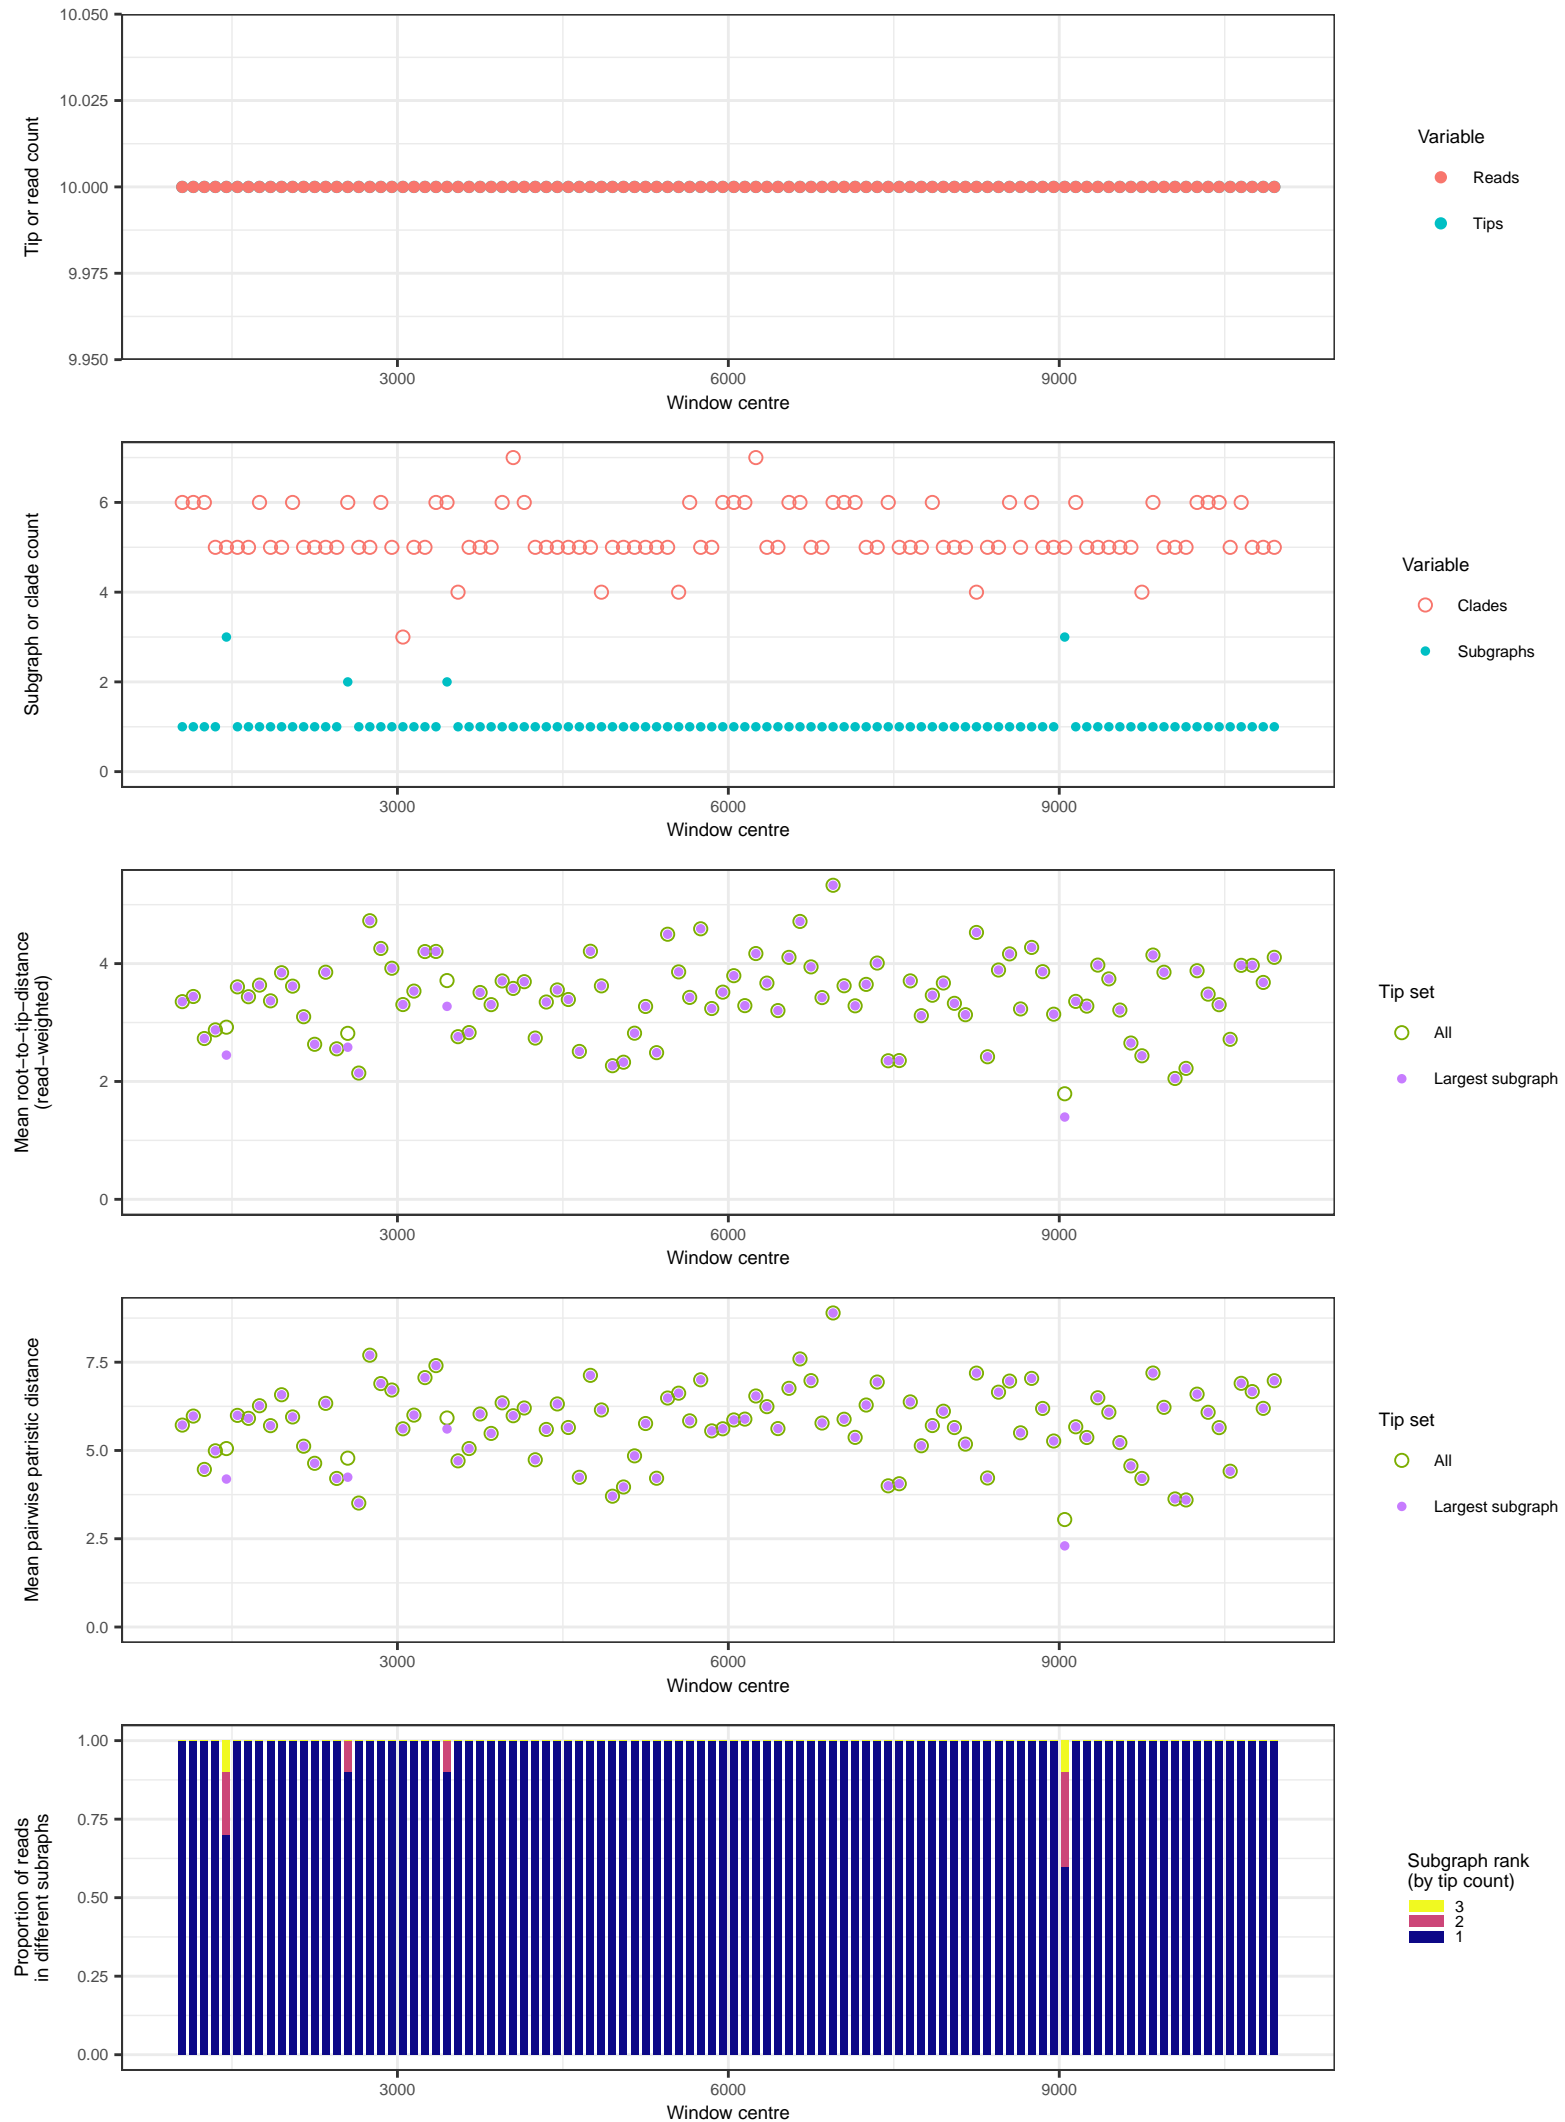 10.050
10.025
10.000
9.975
9.950
Tip or read count
3000
6000
9000
Window centre
Variable
Reads
Tips
6
4
2
0
Subgraph or clade count
3000
6000
9000
Window centre
Variable
Clades
Subgraphs
4
2
0
Mean root−to−tip−distance
(read−weighted)
3000
6000
9000
Window centre
Tip set
All
Largest subgraph
7.5
5.0
2.5
0.0
Mean pairwise patristic distance
3000
6000
9000
Window centre
Tip set
All
Largest subgraph
1.00
0.75
0.50
0.25
0.00
Proportion of reads
in different subraphs
3000
6000
9000
Window centre
Subgraph rank
(by tip count)
3
2
1